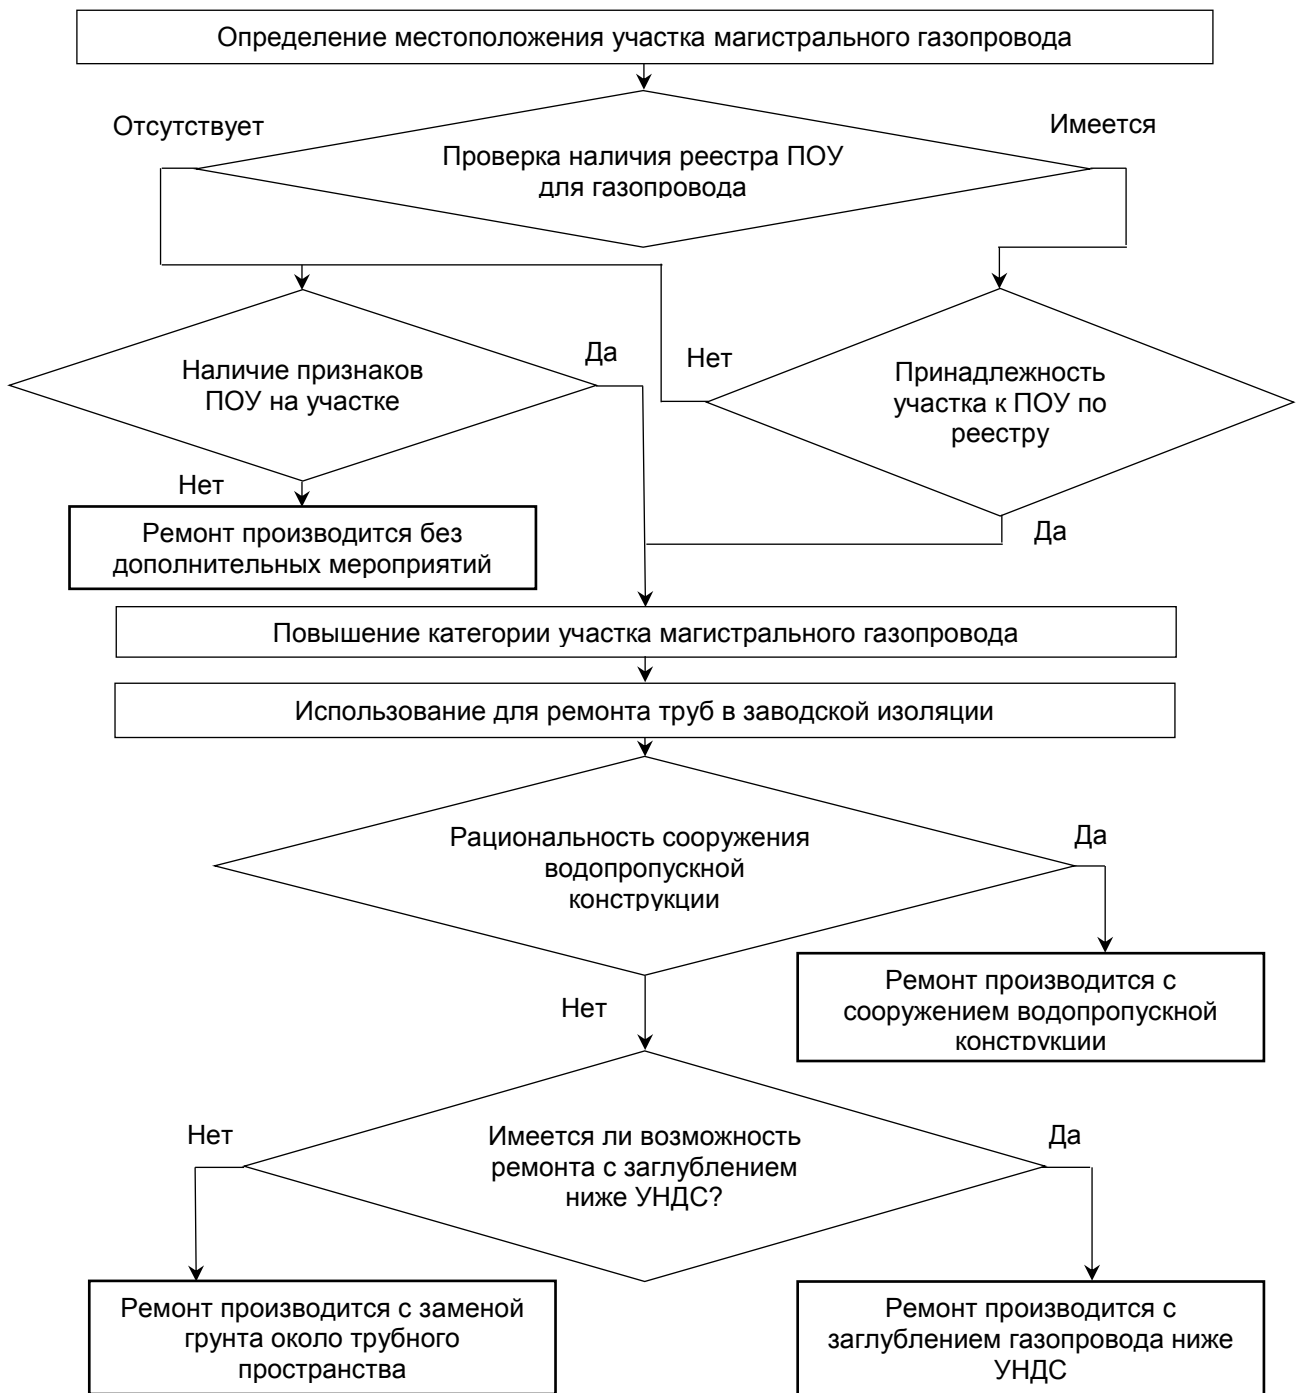 Определение местоположения участка магистрального газопровода
Отсутствует
Имеется
Проверка наличия реестра ПОУ
для газопровода
Да
Нет
Наличие признаков
ПОУ на участке
Принадлежность
участка к ПОУ по
реестру
Нет
Да
Ремонт производится без
дополнительных мероприятий
Повышение категории участка магистрального газопровода
Использование для ремонта труб в заводской изоляции
Рациональность сооружения
водопропускной
конструкции
Да
Ремонт производится с
сооружением водопропускной
конструкции
Нет
Нет
Имеется ли возможность
ремонта с заглублением
ниже УНДС?
Да
Ремонт производится с заменой
грунта около трубного
пространства
Ремонт производится с
заглублением газопровода ниже
УНДС